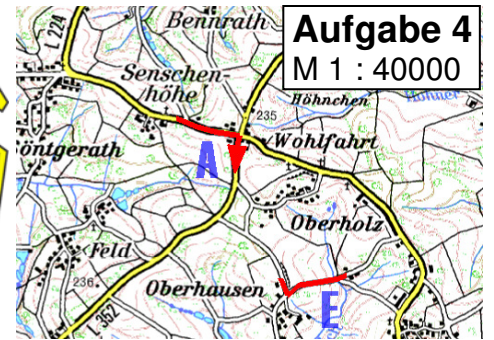 Aufgabe 4
M 1 : 40000
Bennrath
L 224
Senschen-
höhe
Höhnchen
235
Wohlfahrt
öntgerath
A
Oberholz
Feld
236
Oberhausen
E
L 352